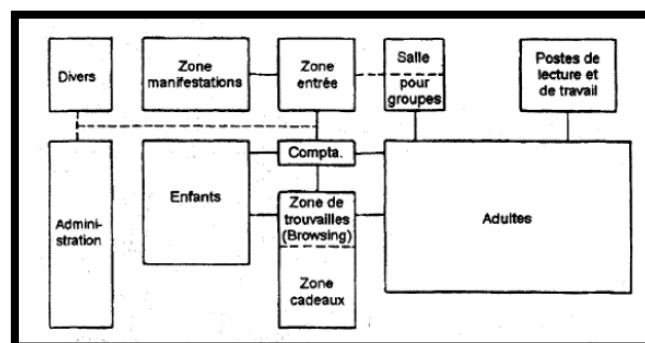 Divers
Zone
manifestations
Zone
entrée
Salle
pour
groupes
Postes de
lecture et
de travail
Compta.
Enfants
Adultes
Admini-
stration
Zone de
trouvailles
(Browsing)
Zone
cadeaux